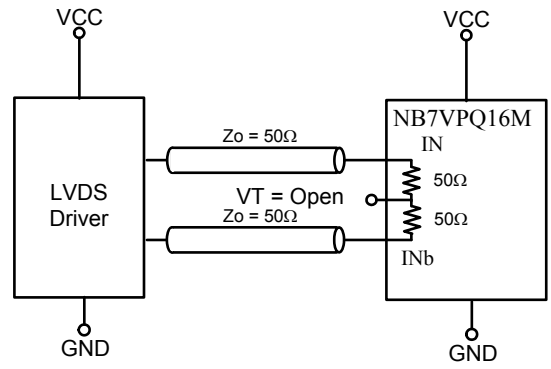 VCC
VCC
NB7VPQ16M
Zo = 50Ω
IN
50Ω
LVDS
Driver
VT = Open
50Ω
Zo = 50Ω
INb
GND
GND